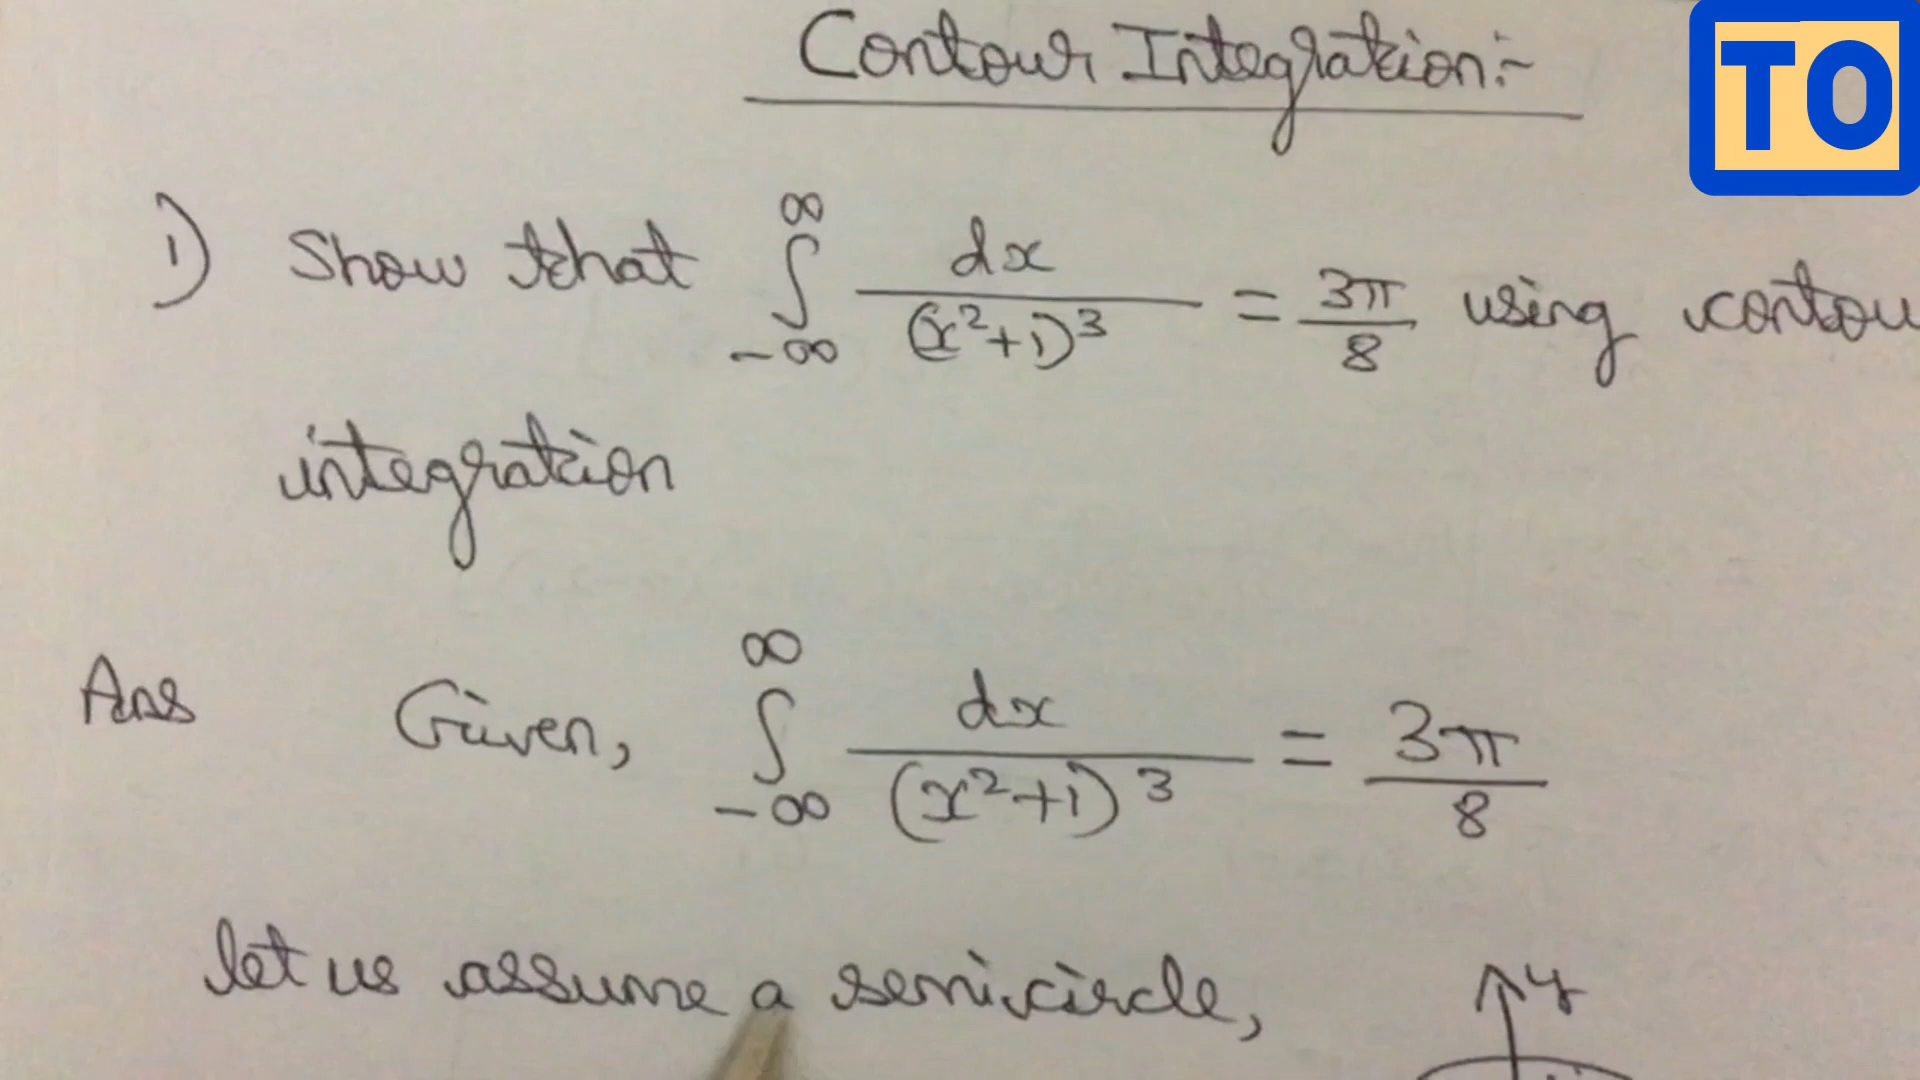 Contour Integration:-
TO
1) Show that ∫_{-∞}^{∞} dx/(x²+1)³ = 3π/8 using contou
integration
Ans Given, ∫_{-∞}^{∞} dx/(x²+1)³ = 3π/8
let us assume a semicircle,
y